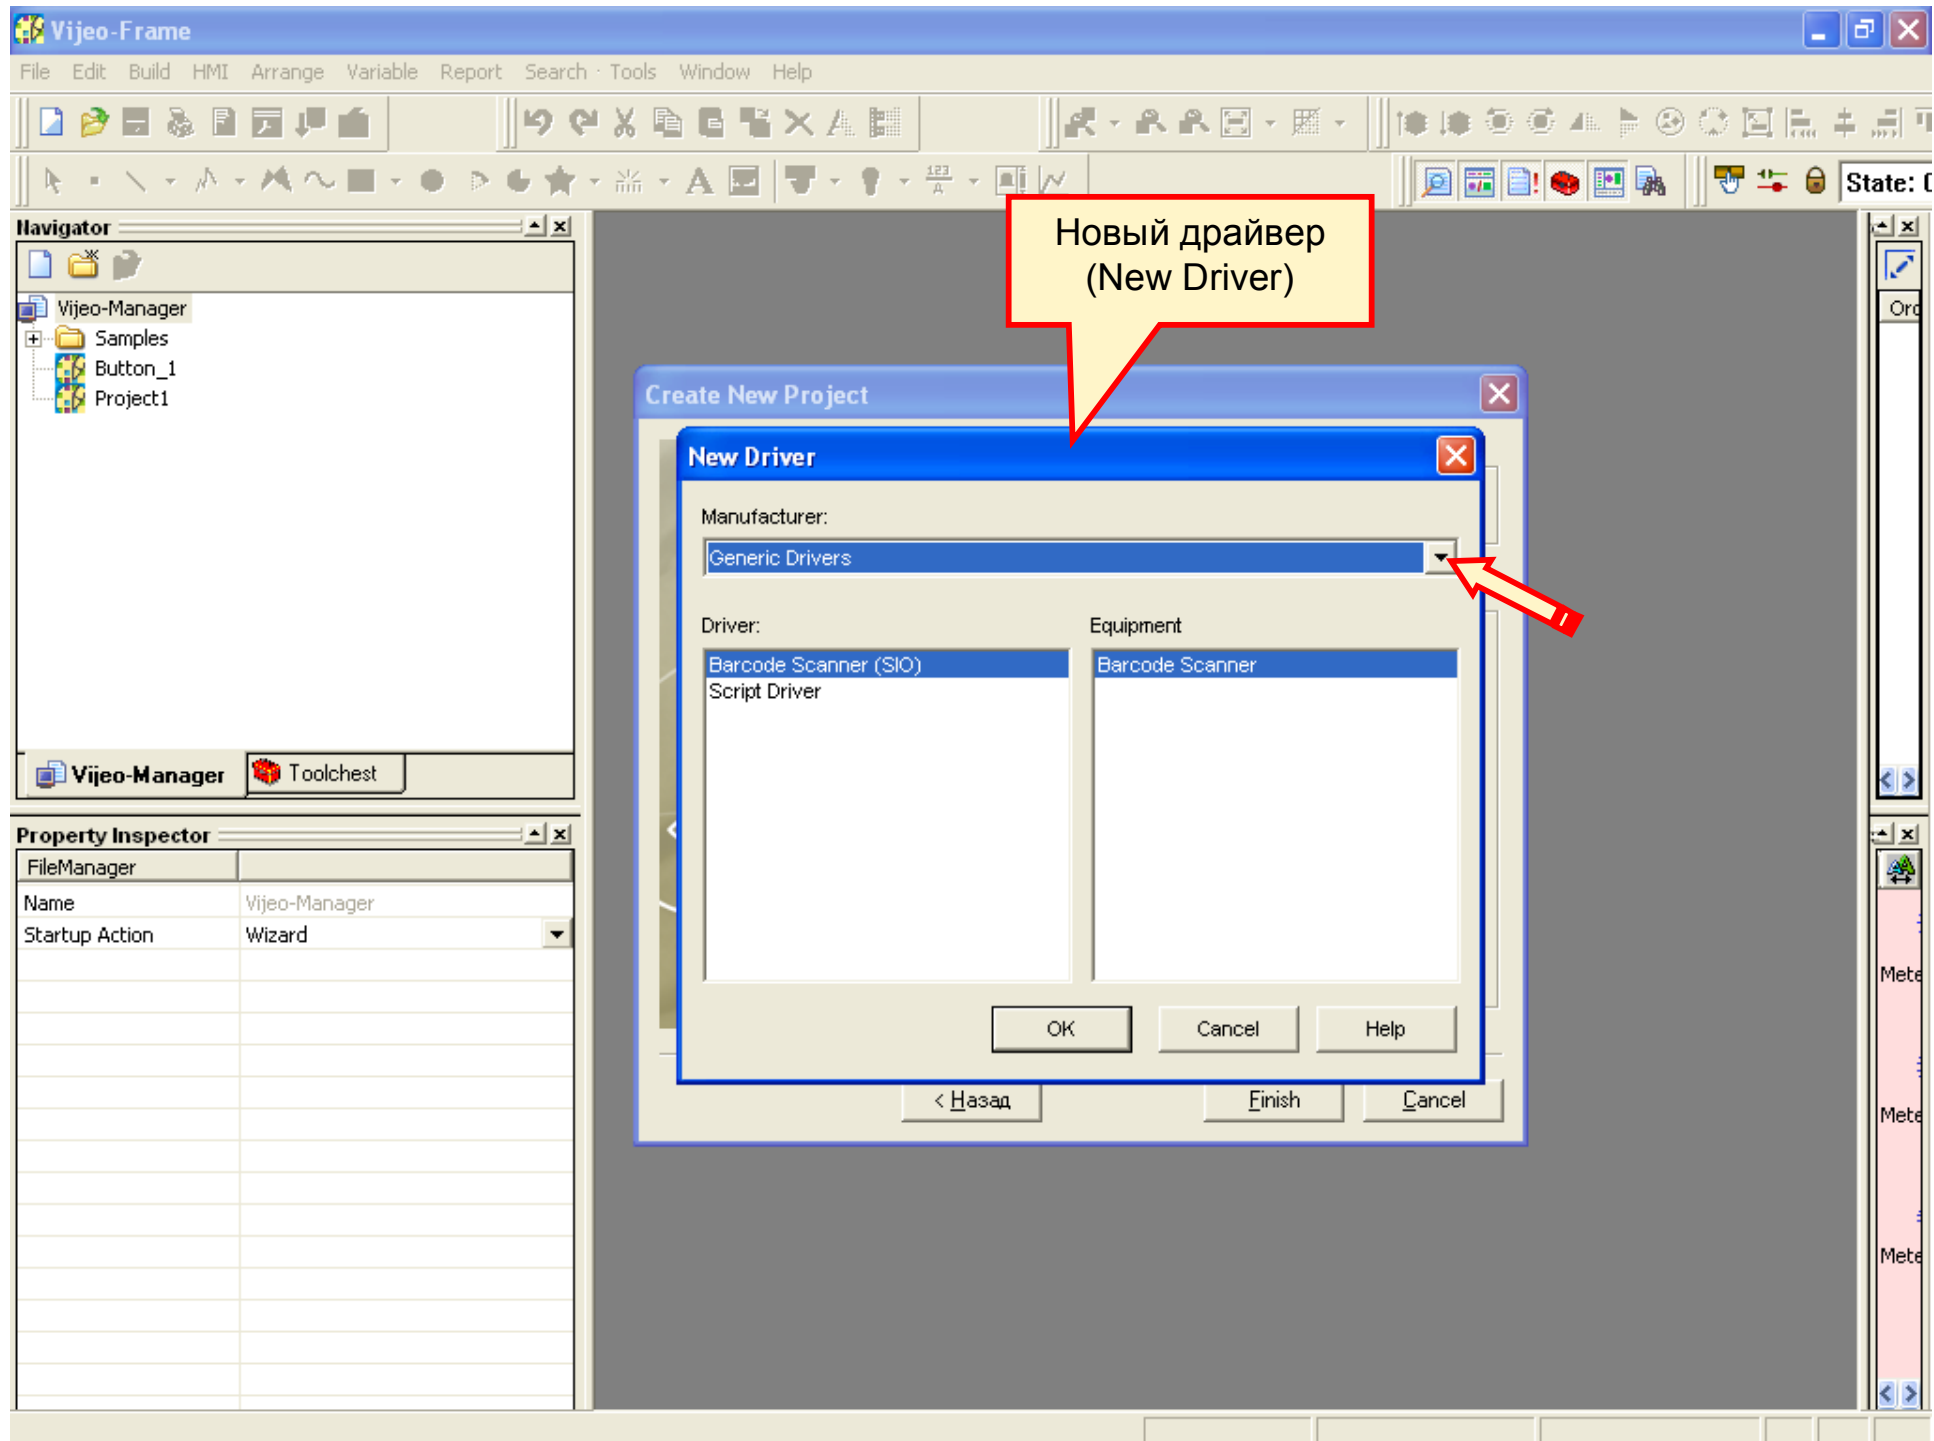 Vijeo-Frame
File Edit Build HMI Arrange Variable Report Search Tools Window Help
State:
Navigator
Vijeo-Manager
Samples
Button_1
Project1
Vijeo-Manager
Toolchest
Property Inspector
FileManager
Name Vijeo-Manager
Startup Action Wizard
Новый драйвер
(New Driver)
Create New Project
New Driver
Manufacturer:
Generic Drivers
Driver:
Equipment
Barcode Scanner (SIO)
Script Driver
Barcode Scanner
OK Cancel Help
< Назад Finish Cancel
Ord
Mete
Mete
Mete